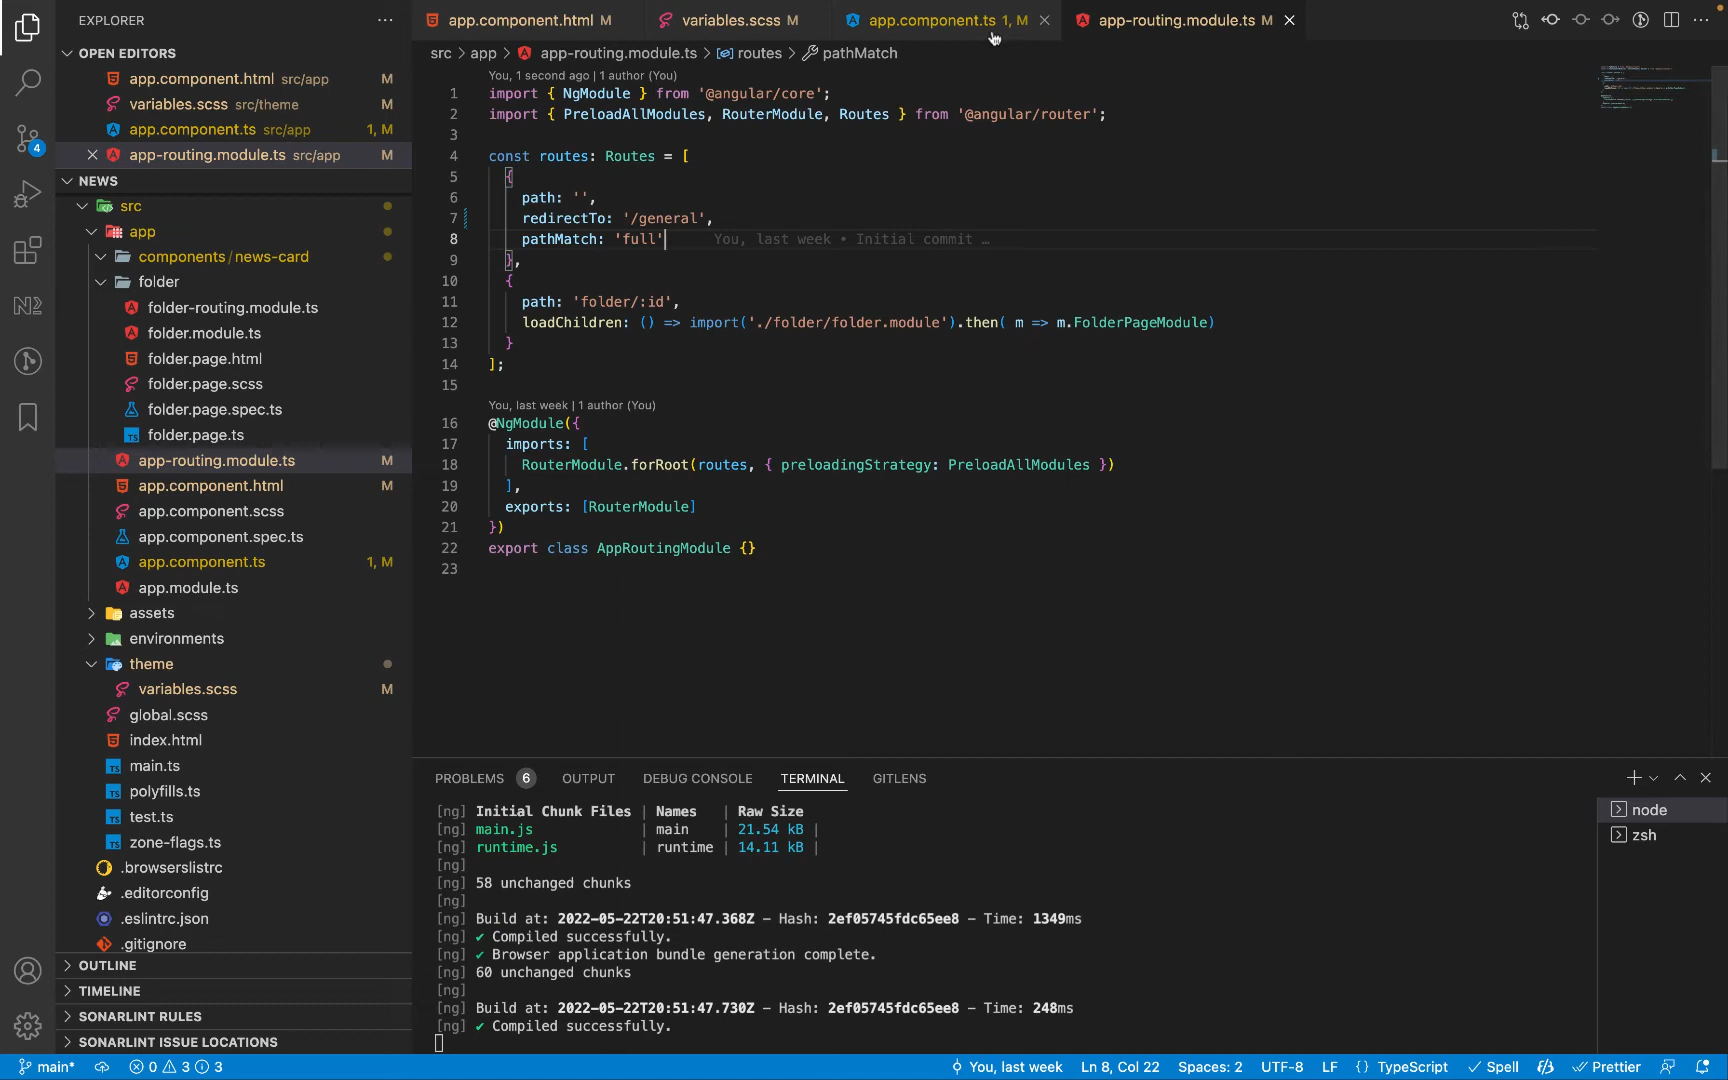 EXPLORER
OPEN EDITORS
app.component.html src/app M
variables.scss src/theme M
app.component.ts src/app 1, M
app-routing.module.ts src/app M
NEWS
src
app
components/news-card
folder
folder-routing.module.ts
folder.module.ts
folder.page.html
folder.page.scss
folder.page.spec.ts
folder.page.ts
app-routing.module.ts M
app.component.html M
app.component.scss
app.component.spec.ts
app.component.ts 1, M
app.module.ts
assets
environments
theme
variables.scss M
global.scss
index.html
main.ts
polyfills.ts
test.ts
zone-flags.ts
.browserslistrc
.editorconfig
.eslintrc.json
.gitignore
OUTLINE
TIMELINE
SONARLINT RULES
SONARLINT ISSUE LOCATIONS
4
app.component.html M variables.scss M app.component.ts 1, M app-routing.module.ts M
src > app > app-routing.module.ts > routes > pathMatch
You, 1 second ago | 1 author (You)
1 import { NgModule } from '@angular/core';
2 import { PreloadAllModules, RouterModule, Routes } from '@angular/router';
3
4 const routes: Routes = [
5 {
6 path: '',
7 redirectTo: '/general',
8 pathMatch: 'full' You, last week • Initial commit …
9 },
10 {
11 path: 'folder/:id',
12 loadChildren: () => import('./folder/folder.module').then( m => m.FolderPageModule)
13 }
14 ];
15
You, last week | 1 author (You)
16 @NgModule({
17 imports: [
18 RouterModule.forRoot(routes, { preloadingStrategy: PreloadAllModules })
19 ],
20 exports: [RouterModule]
21 })
22 export class AppRoutingModule {}
23
PROBLEMS 6 OUTPUT DEBUG CONSOLE TERMINAL GITLENS
[ng] Initial Chunk Files | Names | Raw Size
[ng] main.js | main | 21.54 kB |
[ng] runtime.js | runtime | 14.11 kB |
[ng]
[ng] 58 unchanged chunks
[ng]
[ng] Build at: 2022-05-22T20:51:47.368Z - Hash: 2ef05745fdc65ee8 - Time: 1349ms
[ng] ✔ Compiled successfully.
[ng] ✔ Browser application bundle generation complete.
[ng] 60 unchanged chunks
[ng]
[ng] Build at: 2022-05-22T20:51:47.730Z - Hash: 2ef05745fdc65ee8 - Time: 248ms
[ng] ✔ Compiled successfully.
node
zsh
main* 0 3 3 You, last week Ln 8, Col 22 Spaces: 2 UTF-8 LF {} TypeScript Spell Prettier